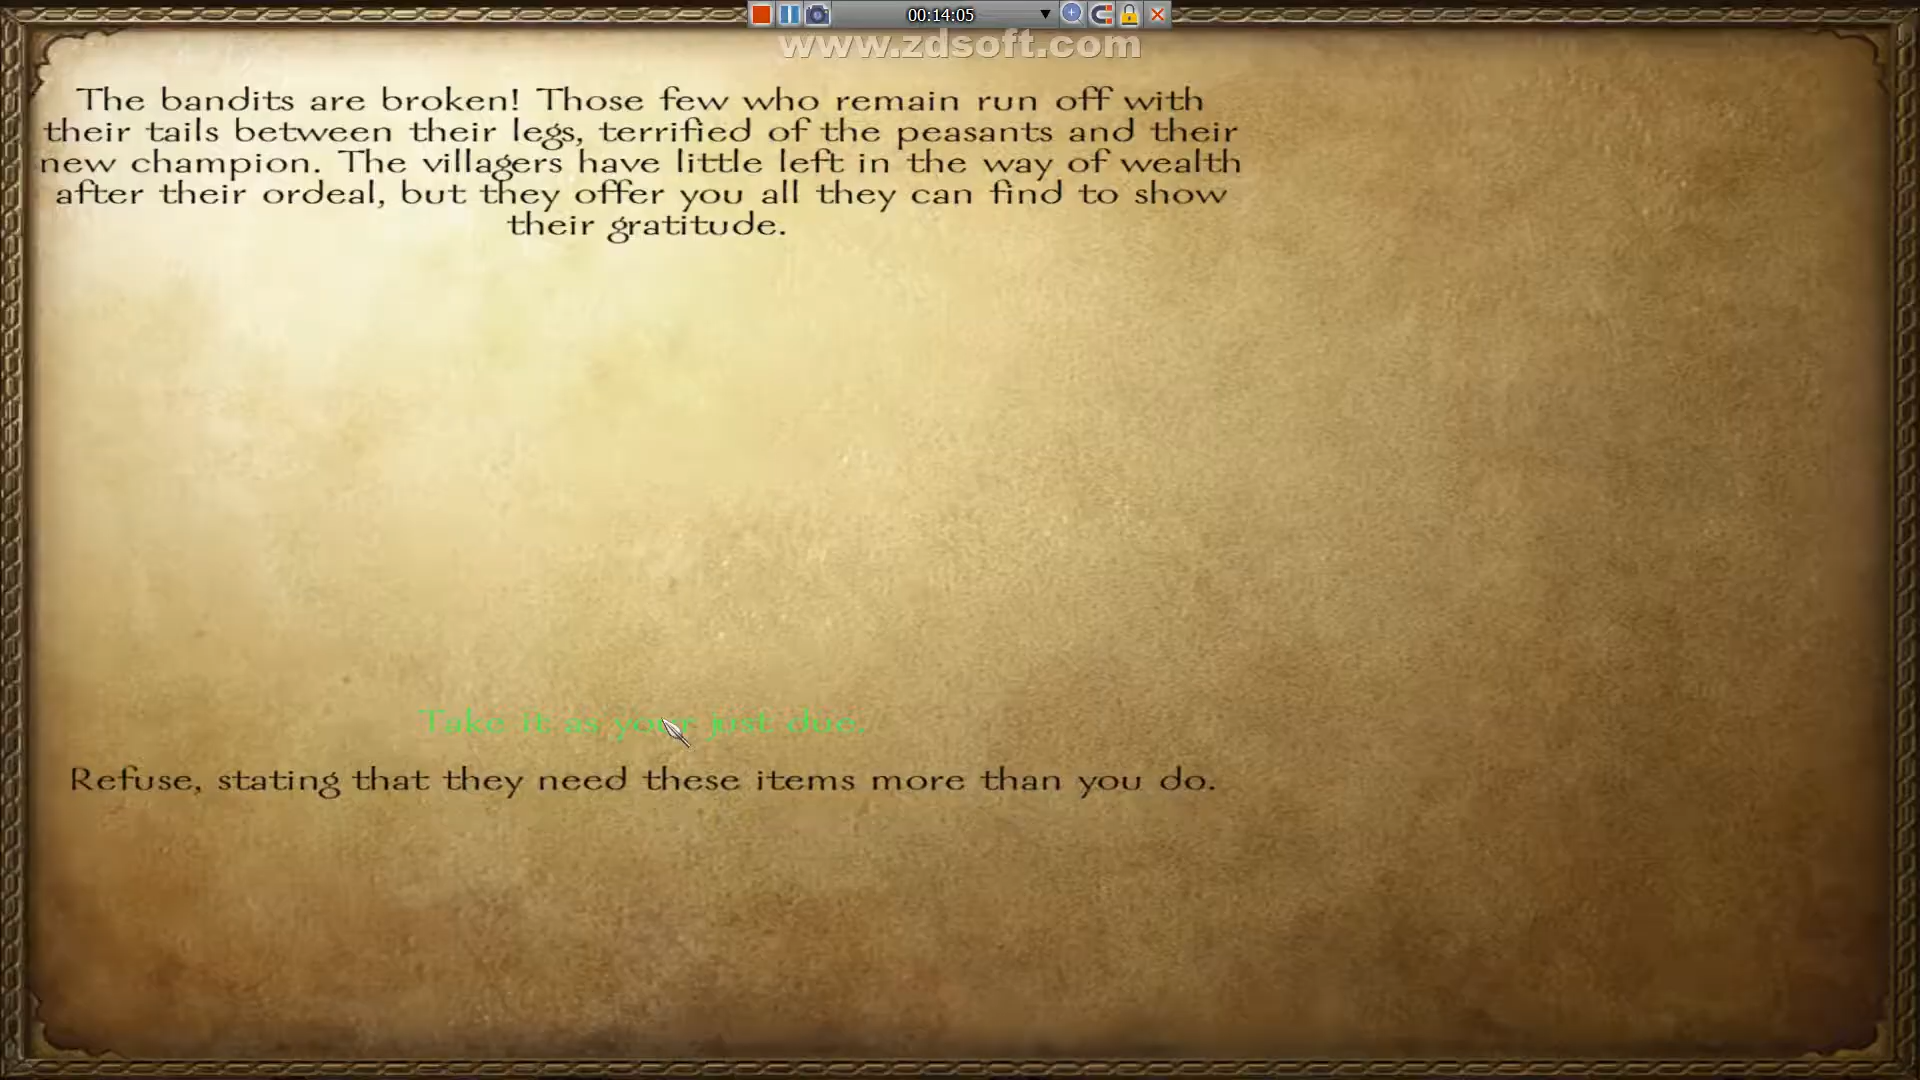 00:14:05
www.zdsoft.com
The bandits are broken! Those few who remain run off with
their tails between their legs, terrified of the peasants and their
new champion. The villagers have little left in the way of wealth
after their ordeal, but they offer you all they can find to show
their gratitude.
Take it as your just due.
Refuse, stating that they need these items more than you do.